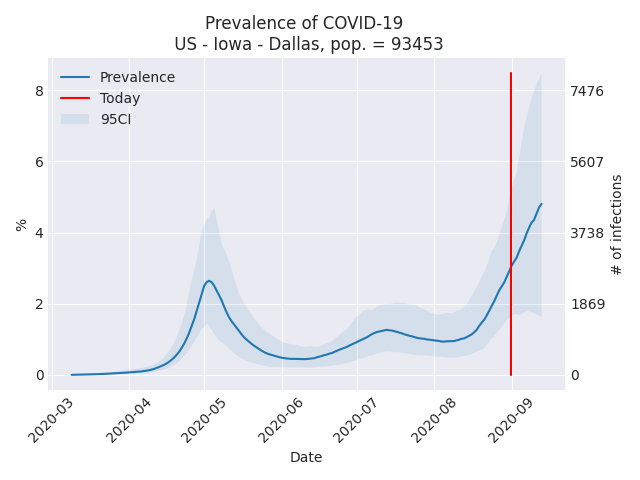 Prevalence of COVID-19
US - Iowa - Dallas, pop. = 93453
Prevalence
Today
95CI
8
6
4
2
0
%
7476
5607
3738
1869
0
# of infections
2020-03
2020-04
2020-05
2020-06
2020-07
2020-08
2020-09
Date